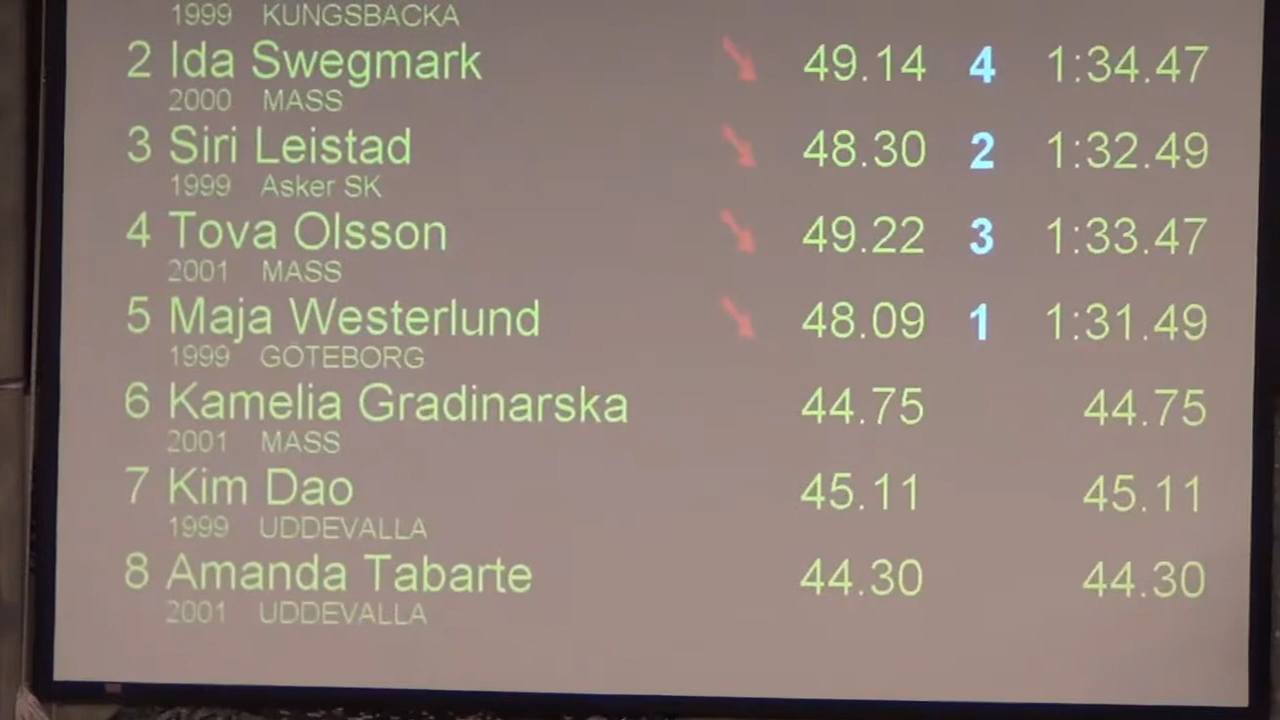 1999 KUNGSBACKA
2 Ida Swegmark 49.14 4 1:34.47
2000 MASS
3 Siri Leistad 48.30 2 1:32.49
1999 Asker SK
4 Tova Olsson 49.22 3 1:33.47
2001 MASS
5 Maja Westerlund 48.09 1 1:31.49
1999 GÖTEBORG
6 Kamelia Gradinarska 44.75 44.75
2001 MASS
7 Kim Dao 45.11 45.11
1999 UDDEVALLA
8 Amanda Tabarte 44.30 44.30
2001 UDDEVALLA